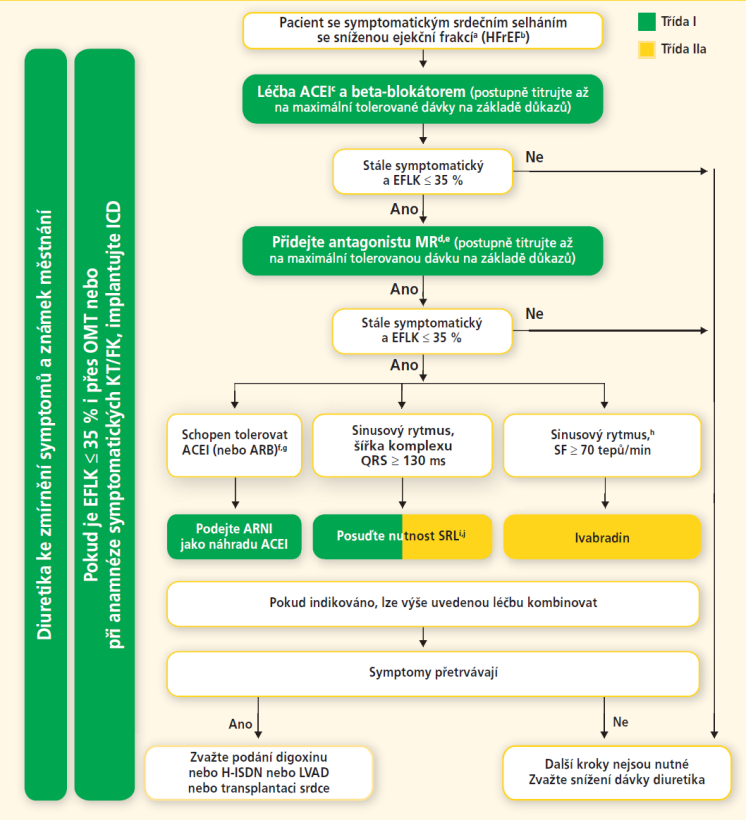 Pacient se symptomatickým srdečním selháním
se sníženou ejekční frakcíᵃ (HFrEFᵇ)
Třída I
Třída IIa
Diuretika ke zmírnění symptomů a známek městnání
Pokud je EFLK ≤ 35 % i přes OMT nebo
při anamnéze symptomatických KT/FK, implantujte ICD
Léčba ACEIᶜ a beta-blokátorem (postupně titrujte až
na maximální tolerované dávky na základě důkazů)
Stále symptomatický
a EFLK ≤ 35 %
Ne
Ano
Přidejte antagonistu MRᵈ,ᵉ (postupně titrujte až
na maximální tolerovanou dávku na základě důkazů)
Ano
Stále symptomatický
a EFLK ≤ 35 %
Ne
Ano
Schopen tolerovat
ACEI (nebo ARB)ᶠ,ᵍ
Sinusový rytmus,
šířka komplexu
QRS ≥ 130 ms
Sinusový rytmus,ʰ
SF ≥ 70 tepů/min
Podejte ARNI
jako náhradu ACEI
Posuďte nutnost SRLⁱ,ʲ
Ivabradin
Pokud indikováno, lze výše uvedenou léčbu kombinovat
Symptomy přetrvávají
Ano
Ne
Zvažte podání digoxinu
nebo H-ISDN nebo LVAD
nebo transplantaci srdce
Další kroky nejsou nutné
Zvažte snížení dávky diuretika